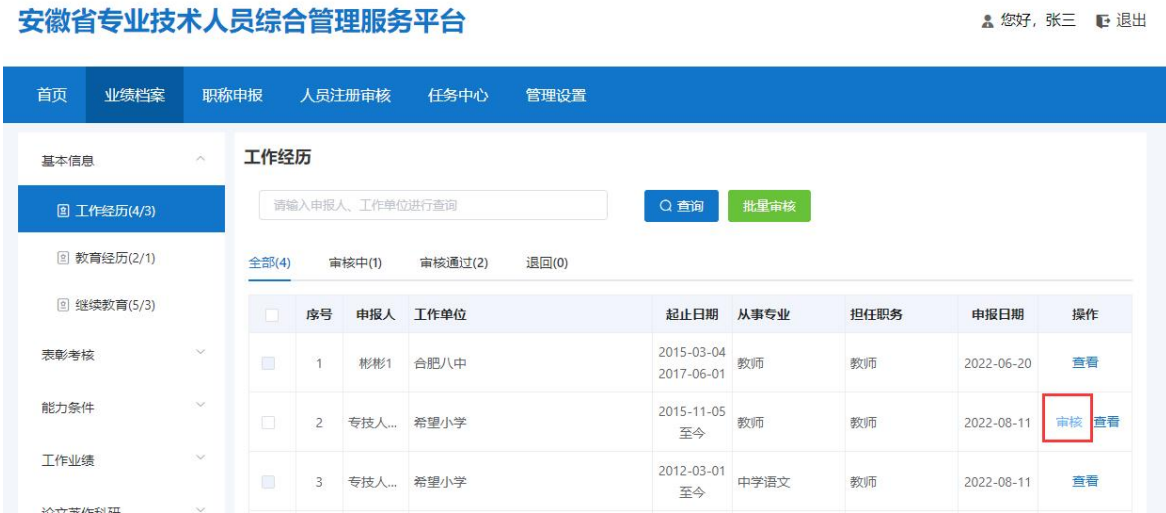 安徽省专业技术人员综合管理服务平台
您好，张三 退出
首页 业绩档案 职称申报 人员注册审核 任务中心 管理设置
基本信息
工作经历(4/3)
教育经历(2/1)
继续教育(5/3)
表彰考核
能力条件
工作业绩
论文著作科研
工作经历
请输入申报人、工作单位进行查询 查询 批量审核
全部(4) 审核中(1) 审核通过(2) 退回(0)
序号 申报人 工作单位 起止日期 从事专业 担任职务 申报日期 操作
1 彬彬1 合肥八中 2015-03-04 2017-06-01 教师 教师 2022-06-20 查看
2 专技人... 希望小学 2015-11-05 至今 教师 教师 2022-08-11 审核 查看
3 专技人... 希望小学 2012-03-01 至今 中学语文 教师 2022-08-11 查看